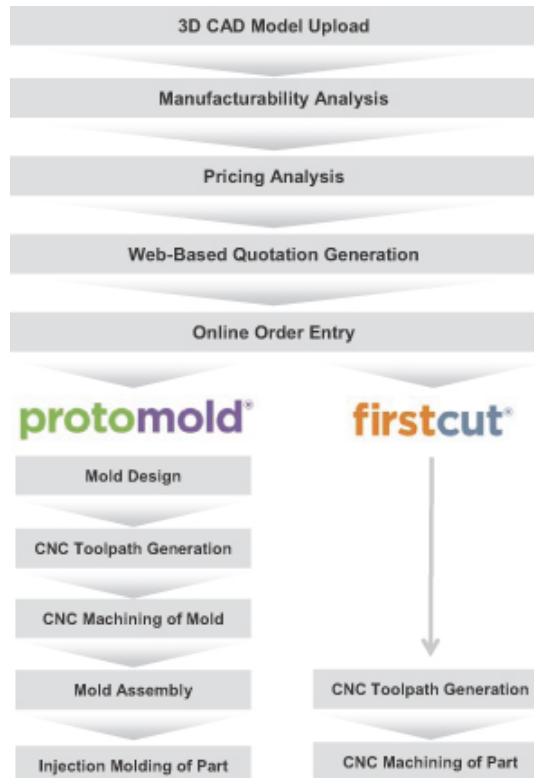 3D CAD Model Upload
Manufacturability Analysis
Pricing Analysis
Web-Based Quotation Generation
Online Order Entry
protomold®
Mold Design
CNC Toolpath Generation
CNC Machining of Mold
Mold Assembly
Injection Molding of Part
firstcut®
CNC Toolpath Generation
CNC Machining of Part